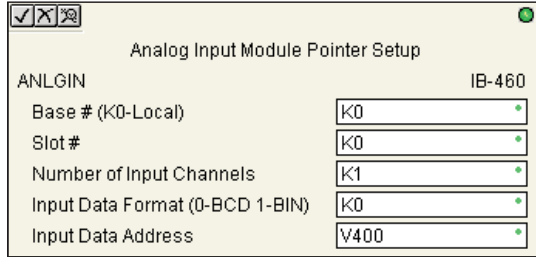 Analog Input Module Pointer Setup
ANLGIN IB-460
Base # (K0-Local) K0
Slot # K0
Number of Input Channels K1
Input Data Format (0-BCD 1-BIN) K0
Input Data Address V400